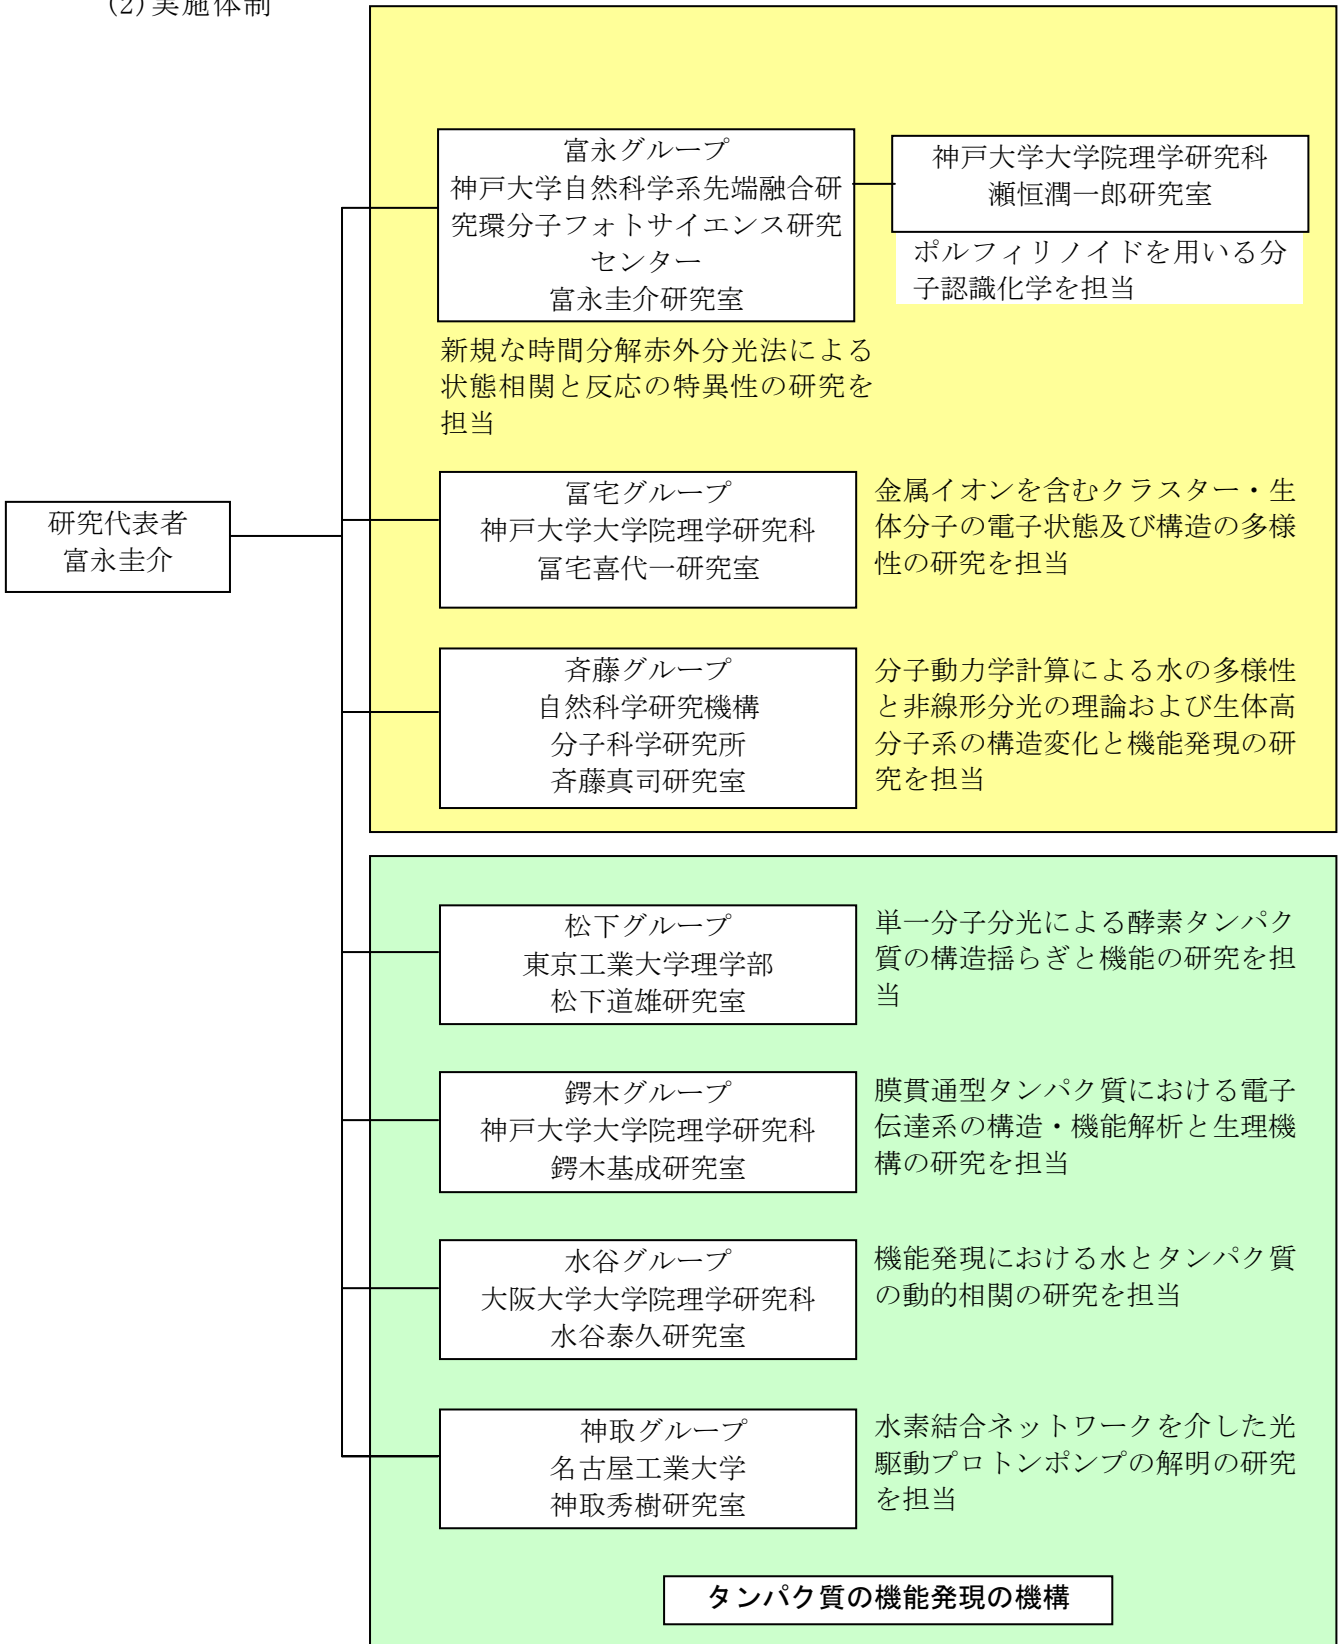 (2)実施体制
富永グループ
神戸大学自然科学系先端融合研
究環分子フォトサイエンス研究
センター
富永圭介研究室
神戸大学大学院理学研究科
瀬恒潤一郎研究室
ポルフィリノイドを用いる分
子認識化学を担当
新規な時間分解赤外分光法による
状態相関と反応の特異性の研究を
担当
研究代表者
富永圭介
冨宅グループ
神戸大学大学院理学研究科
冨宅喜代一研究室
金属イオンを含むクラスター・生
体分子の電子状態及び構造の多様
性の研究を担当
斉藤グループ
自然科学研究機構
分子科学研究所
斉藤真司研究室
分子動力学計算による水の多様性
と非線形分光の理論および生体高
分子系の構造変化と機能発現の研
究を担当
松下グループ
東京工業大学理学部
松下道雄研究室
単一分子分光による酵素タンパク
質の構造揺らぎと機能の研究を担
当
鍔木グループ
神戸大学大学院理学研究科
鍔木基成研究室
膜貫通型タンパク質における電子
伝達系の構造・機能解析と生理機
構の研究を担当
水谷グループ
大阪大学大学院理学研究科
水谷泰久研究室
機能発現における水とタンパク質
の動的相関の研究を担当
神取グループ
名古屋工業大学
神取秀樹研究室
水素結合ネットワークを介した光
駆動プロトンポンプの解明の研究
を担当
タンパク質の機能発現の機構